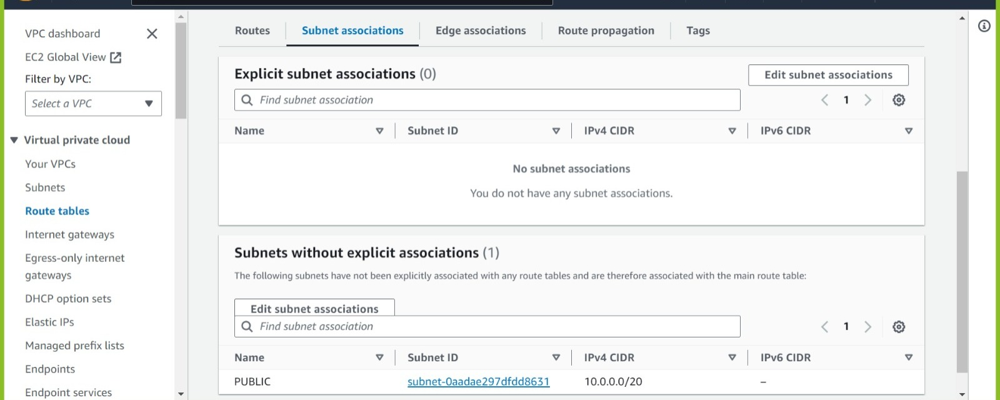 VPC dashboard
EC2 Global View
Filter by VPC:
Select a VPC
Virtual private cloud
Your VPCs
Subnets
Route tables
Internet gateways
Egress-only internet
gateways
DHCP option sets
Elastic IPs
Managed prefix lists
Endpoints
Endpoint services
Routes Subnet associations Edge associations Route propagation Tags
Explicit subnet associations (0) Edit subnet associations
Find subnet association 1
Name Subnet ID IPv4 CIDR IPv6 CIDR
No subnet associations
You do not have any subnet associations.
Subnets without explicit associations (1)
The following subnets have not been explicitly associated with any route tables and are therefore associated with the main route table:
Edit subnet associations
Find subnet association 1
Name Subnet ID IPv4 CIDR IPv6 CIDR
PUBLIC subnet-0aadae297dfdd8631 10.0.0.0/20 –